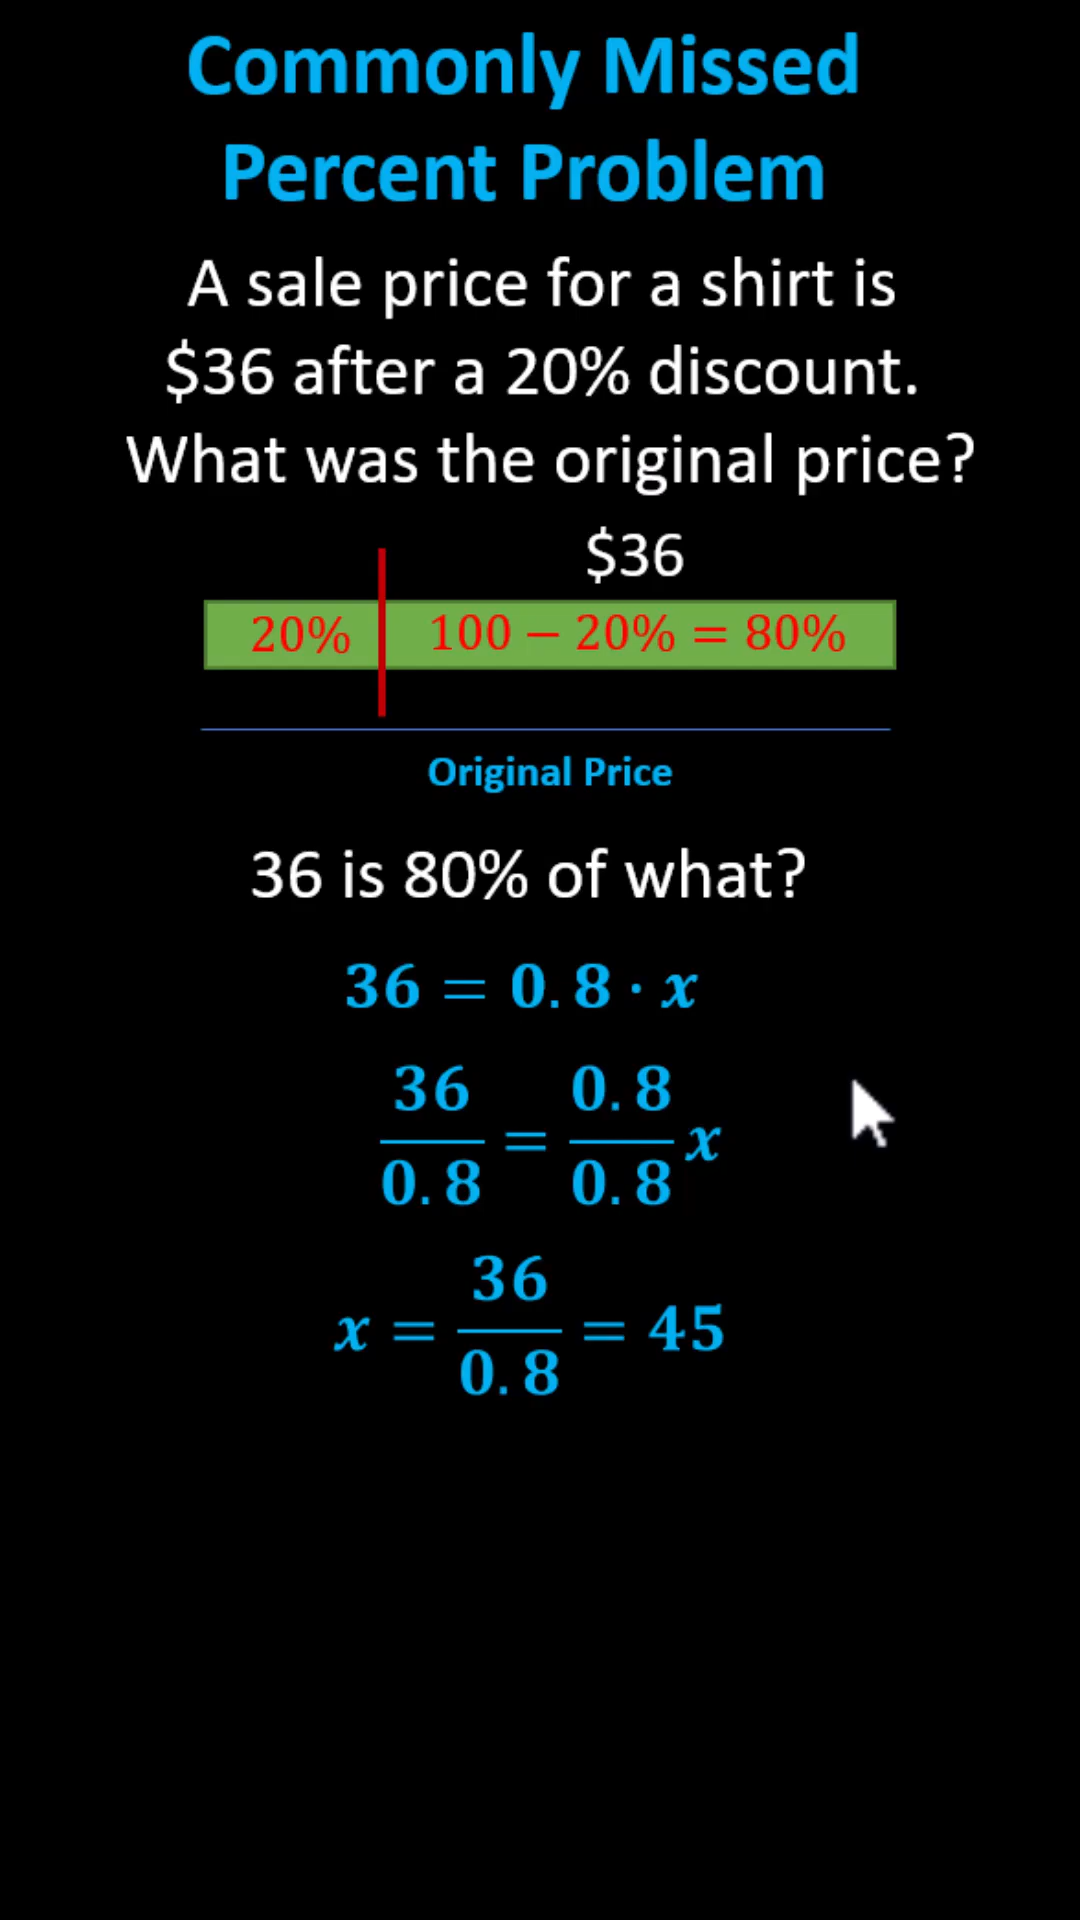 Commonly Missed
Percent Problem
A sale price for a shirt is
$36 after a 20% discount.
What was the original price?
$36
20% 100 − 20% = 80%
Original Price
36 is 80% of what?
36 = 0.8 · x
36/0.8 = 0.8/0.8 x
x = 36/0.8 = 45